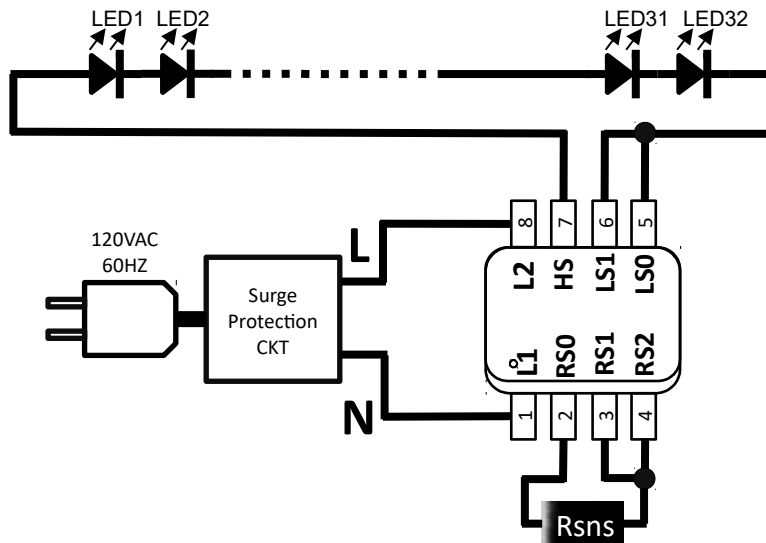 LED1 LED2 LED31 LED32
8 7 6 5
L2 HS LS1 LS0
120VAC
60HZ
L
Surge
Protection
CKT
L1 RS0 RS1 RS2
N
1 2 3 4
Rsns